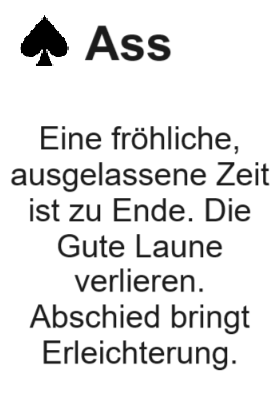 ♠ Ass
Eine fröhliche,
ausgelassene Zeit
ist zu Ende. Die
Gute Laune
verlieren.
Abschied bringt
Erleichterung.